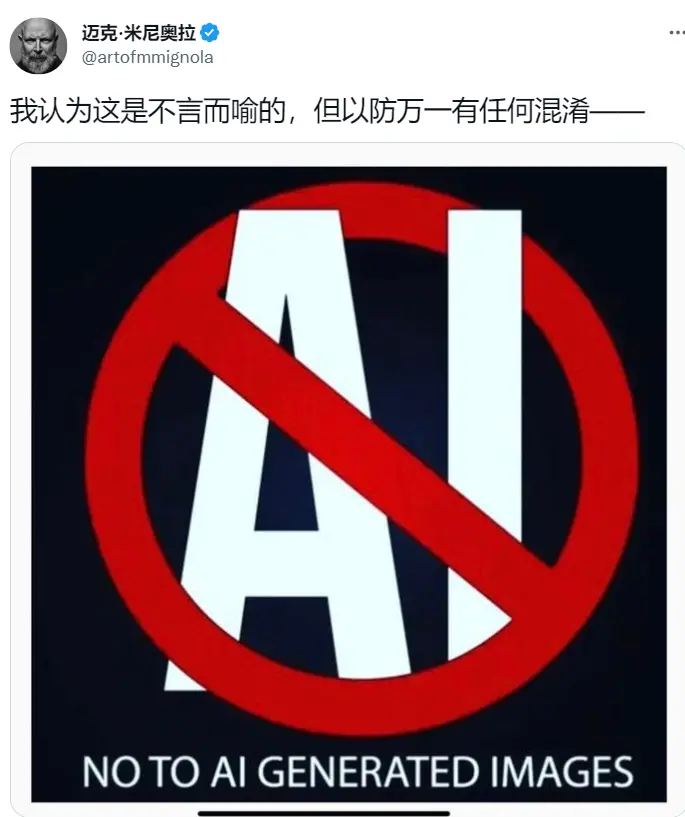 迈克·米尼奥拉
@artofmmignola
我认为这是不言而喻的，但以防万一有任何混淆——
AI
NO TO AI GENERATED IMAGES